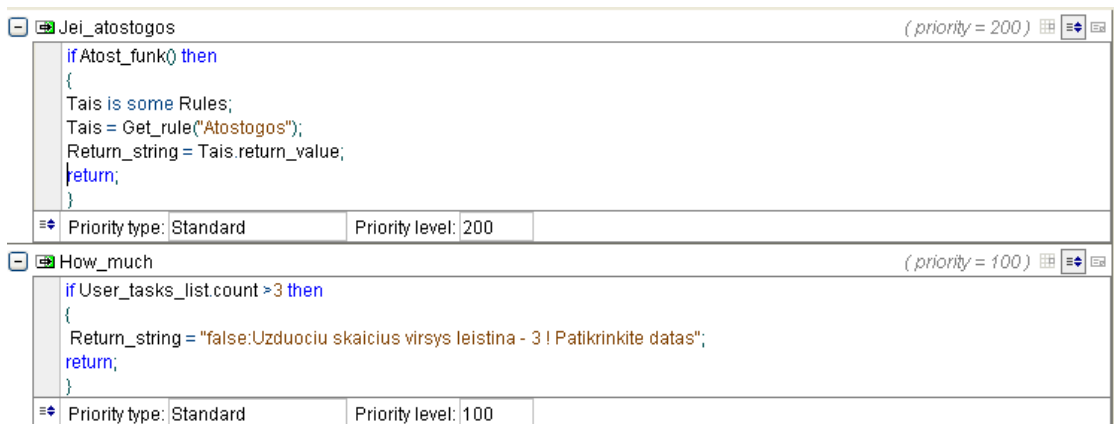 Jei_atostogos ( priority = 200 )
if Atost_funk() then
{
Tais is some Rules;
Tais = Get_rule("Atostogos");
Return_string = Tais.return_value;
return;
}
Priority type: Standard Priority level: 200
How_much ( priority = 100 )
if User_tasks_list.count >3 then
{
Return_string = "false:Uzduociu skaicius virsys leistina - 3 ! Patikrinkite datas";
return;
}
Priority type: Standard Priority level: 100